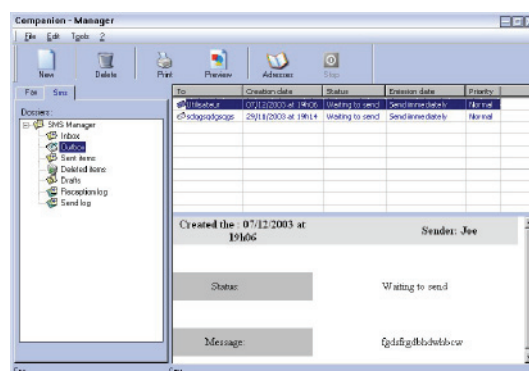 Companion - Manager
File Edit Tools ?
New Delete Print Preview Adresses Stop
Fax Sms
Dossiers:
SMS Manager
Inbox
Outbox
Sent items
Deleted items
Drafts
Reception log
Send log
To Creation date Status Emission date Priority
Utilisateur 07/12/2003 at 19h06 Waiting to send Send immediately Normal
29/11/2003 at 19h14 Waiting to send Send immediately Normal
Created the : 07/12/2003 at
19h06
Sender: Joe
Status: Waiting to send
Message: